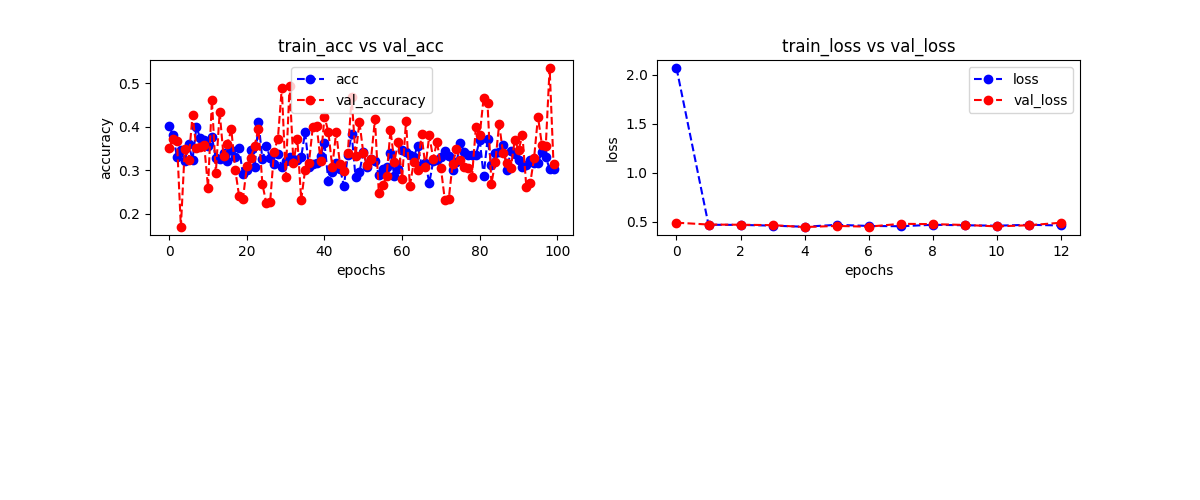 train_acc vs val_acc
accuracy
0.5
0.4
0.3
0.2
acc
val_accuracy
0
20
40
60
80
100
epochs
train_loss vs val_loss
loss
2.0
1.5
1.0
0.5
loss
val_loss
0
2
4
6
8
10
12
epochs